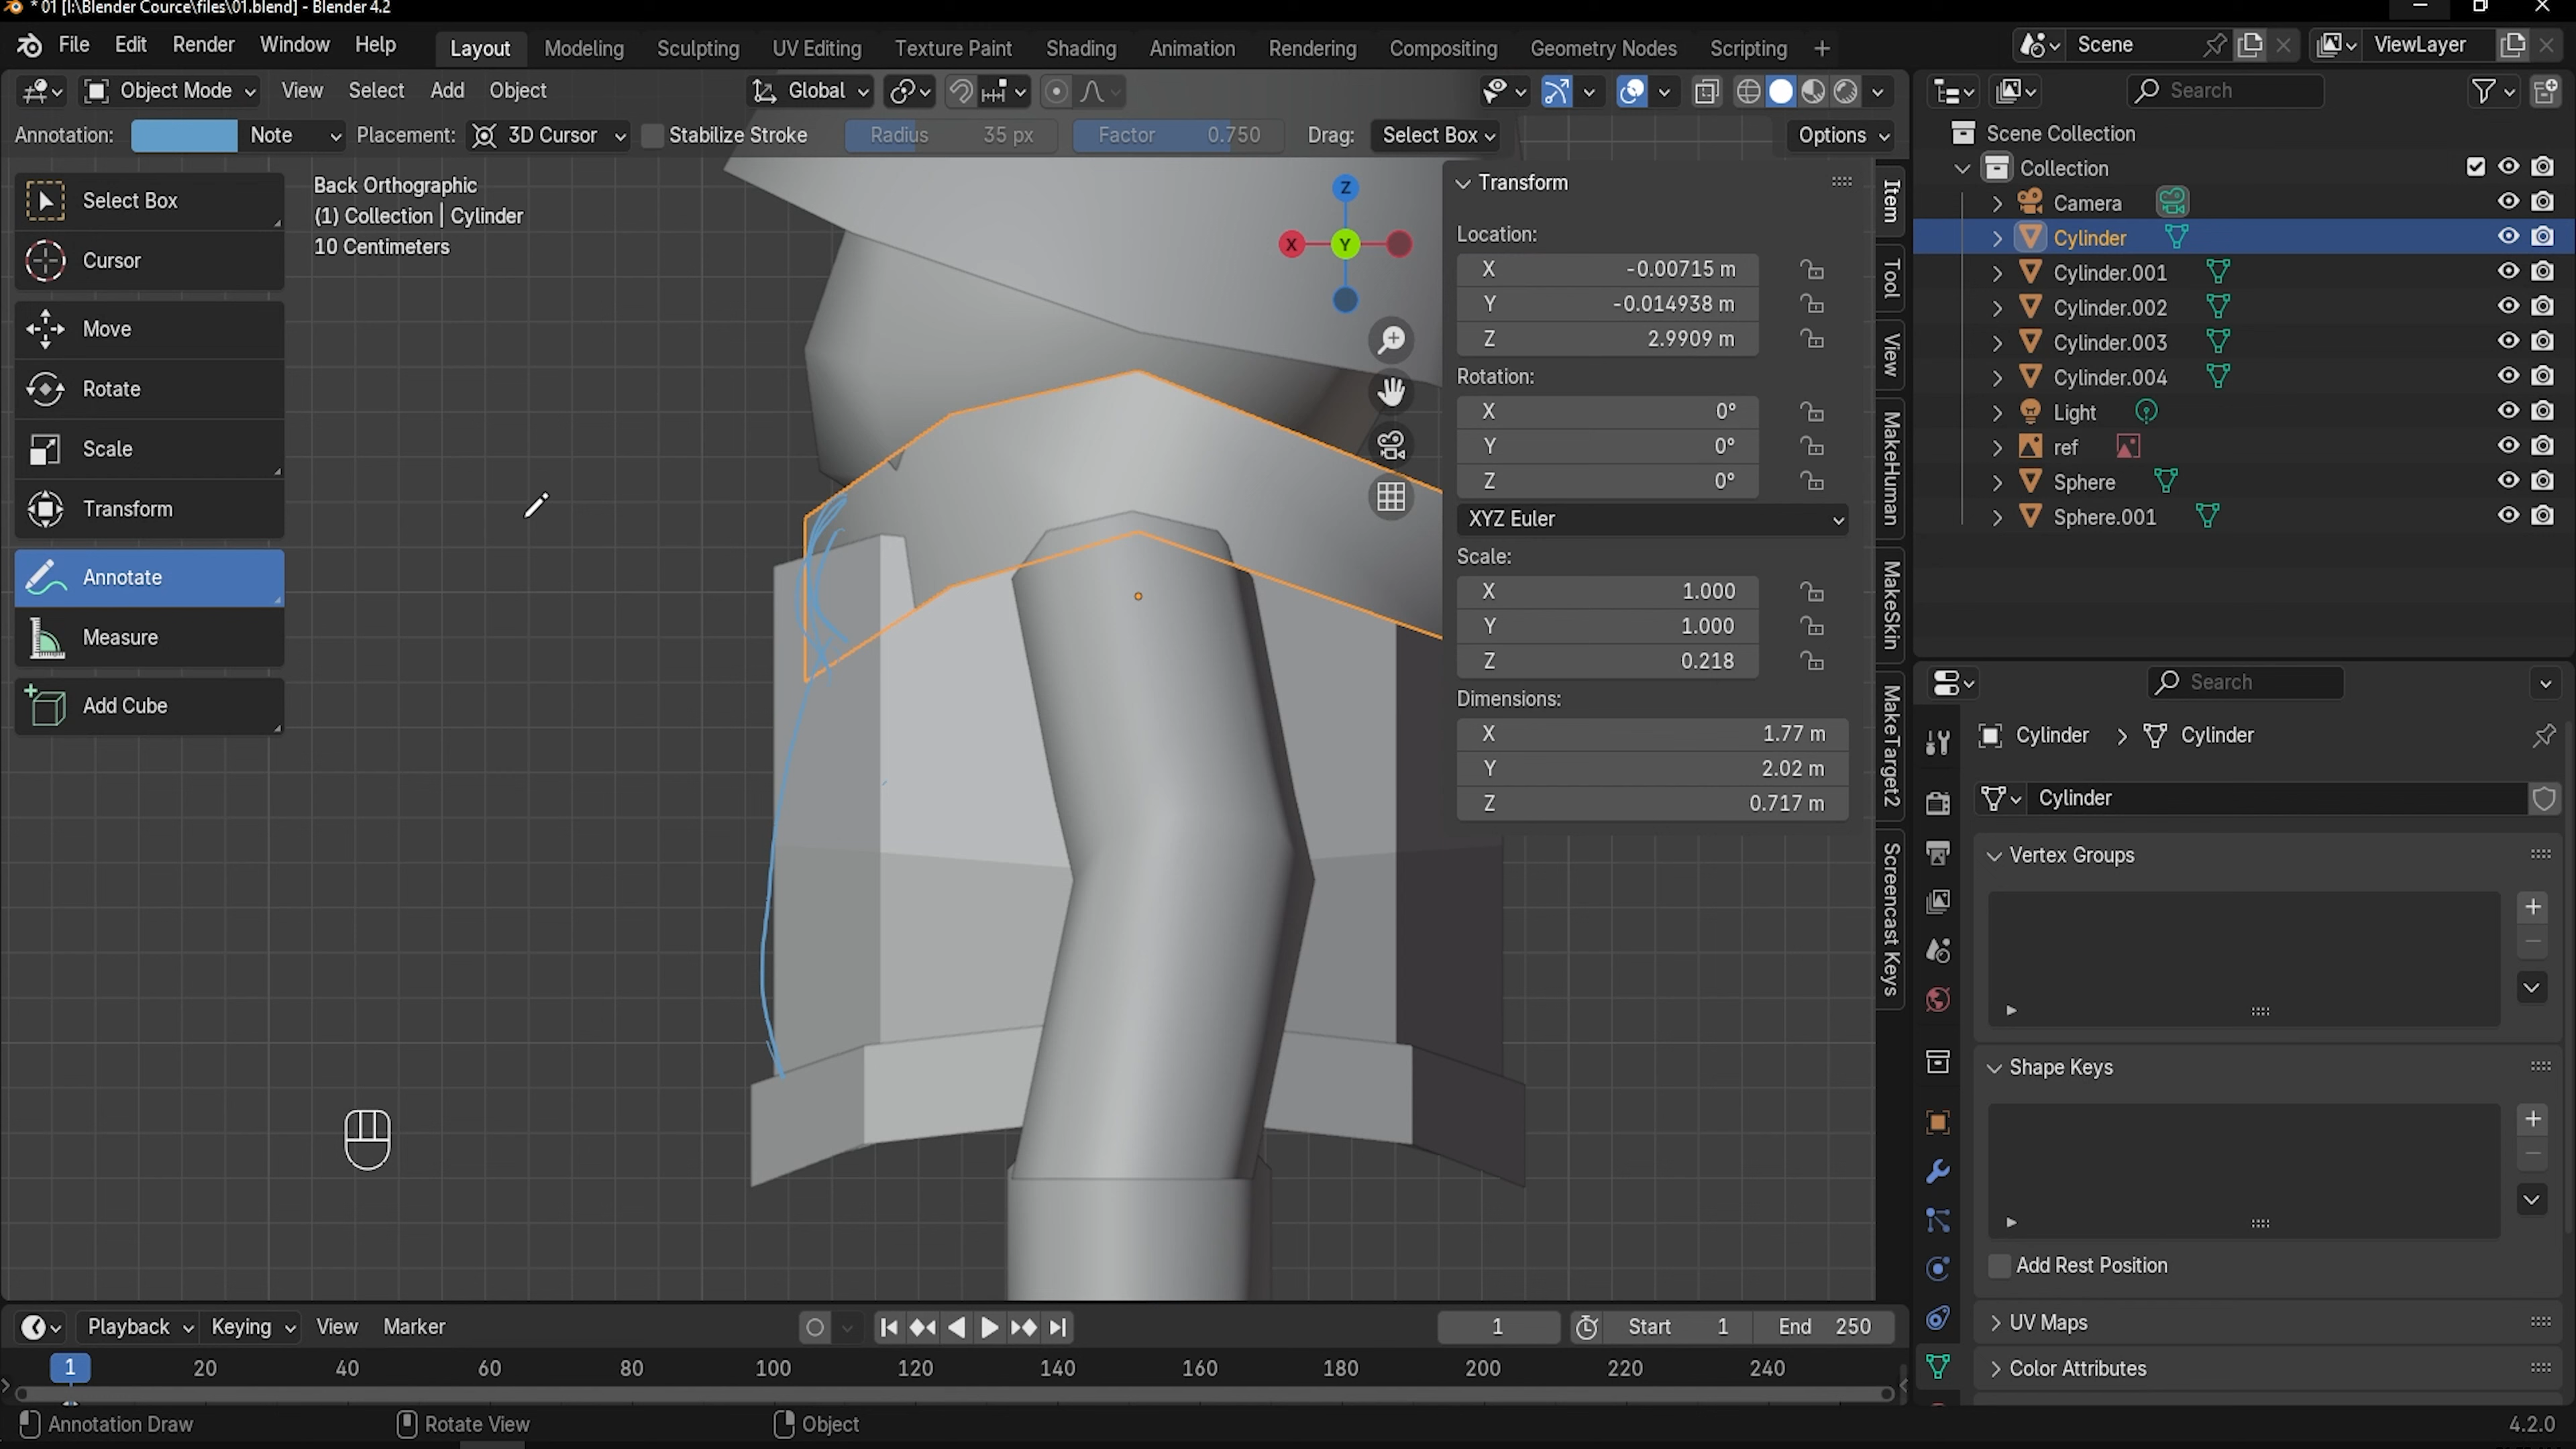 * 01 [I:\Blender Cource\files\01.blend] - Blender 4.2
File Edit Render Window Help Layout Modeling Sculpting UV Editing Texture Paint Shading Animation Rendering Compositing Geometry Nodes Scripting + Scene ViewLayer
Object Mode View Select Add Object Global Search
Annotation: Note Placement: 3D Cursor Stabilize Stroke Radius 35 px Factor 0.750 Drag: Select Box Options
Select Box
Cursor
Move
Rotate
Scale
Transform
Annotate
Measure
Add Cube
Back Orthographic
(1) Collection | Cylinder
10 Centimeters
Z
X
Y
Transform
Location:
X -0.00715 m
Y -0.014938 m
Z 2.9909 m
Rotation:
X 0°
Y 0°
Z 0°
XYZ Euler
Scale:
X 1.000
Y 1.000
Z 0.218
Dimensions:
X 1.77 m
Y 2.02 m
Z 0.717 m
Item
Tool
View
MakeHuman
MakeSkin
MakeTarget2
Screencast Keys
Scene Collection
Collection
Camera
Cylinder
Cylinder.001
Cylinder.002
Cylinder.003
Cylinder.004
Light
ref
Sphere
Sphere.001
Search
Cylinder > Cylinder
Cylinder
Vertex Groups
Shape Keys
Add Rest Position
UV Maps
Color Attributes
Playback Keying View Marker 1 Start 1 End 250
1 20 40 60 80 100 120 140 160 180 200 220 240
Annotation Draw Rotate View Object 4.2.0